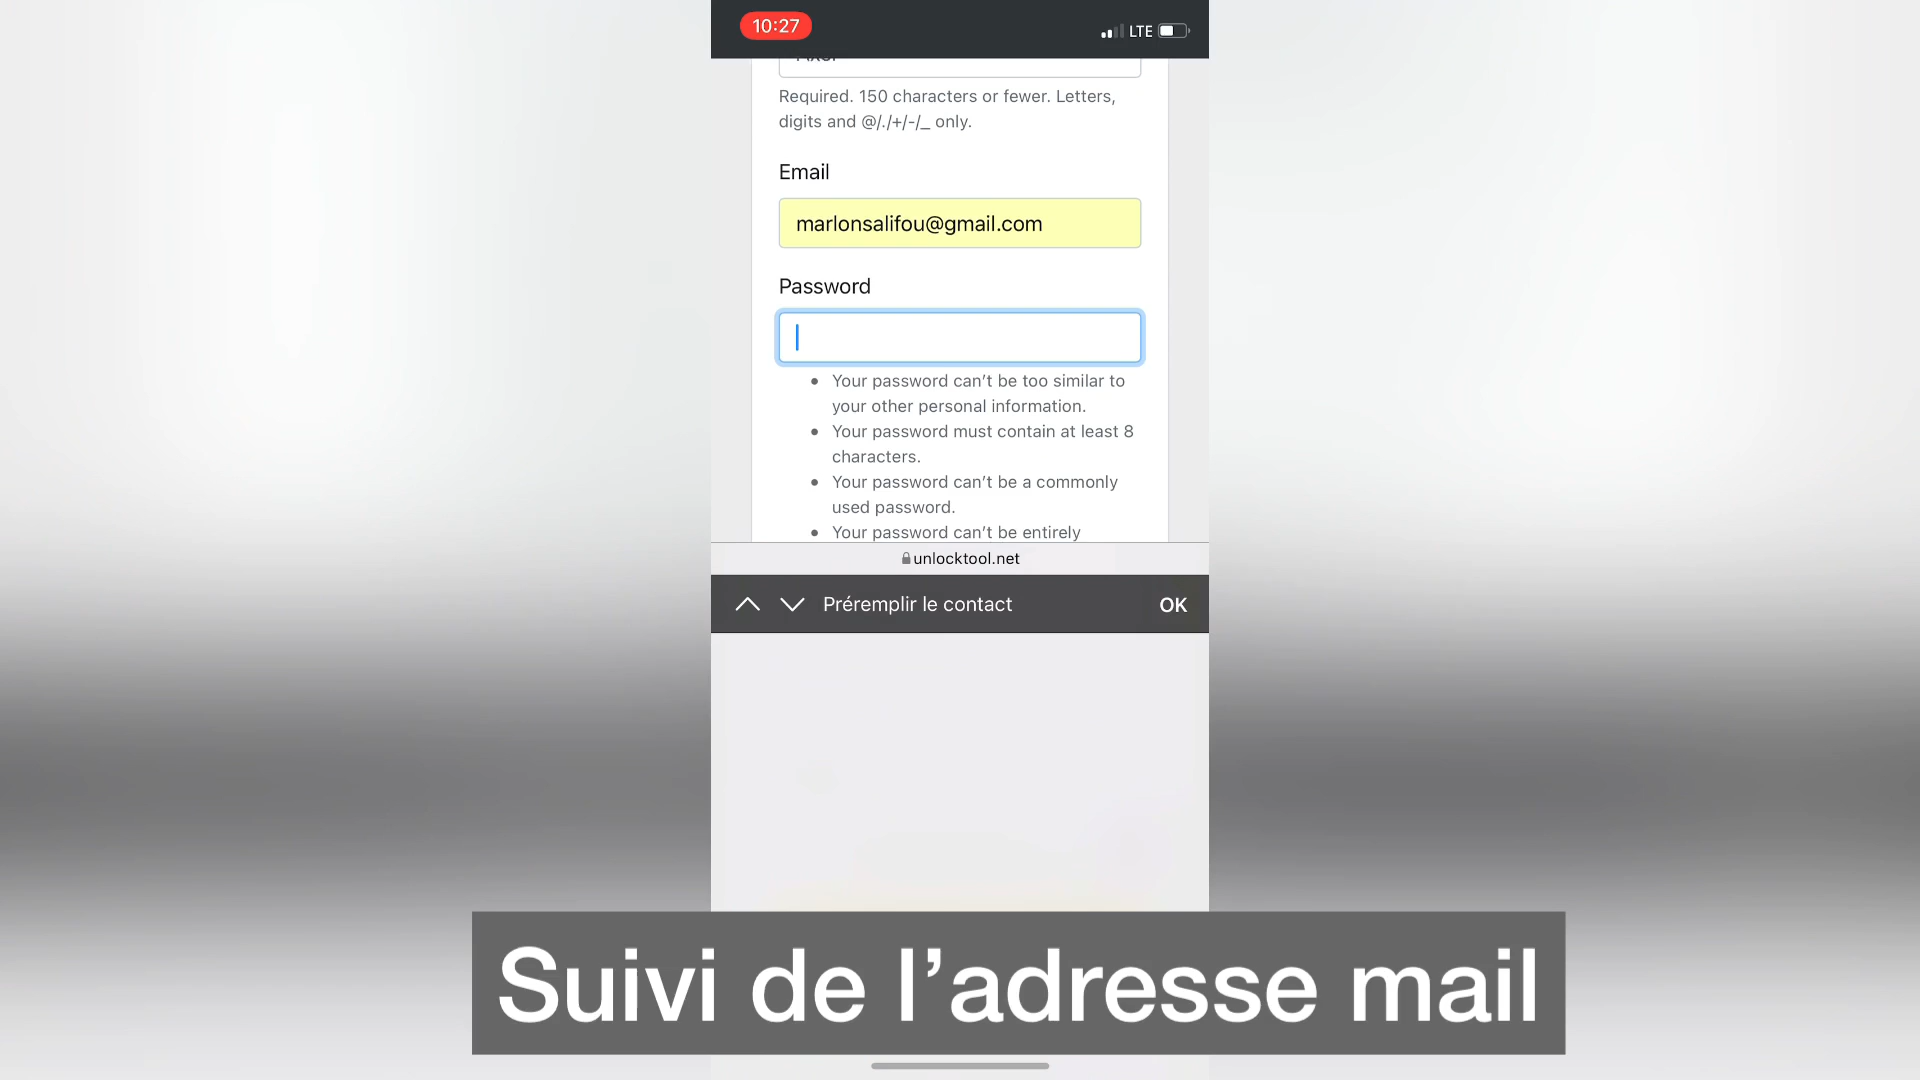 10:27
LTE
Required. 150 characters or fewer. Letters,
digits and @/./+/-/_ only.
Email
marlonsalifou@gmail.com
Password
• Your password can’t be too similar to
your other personal information.
• Your password must contain at least 8
characters.
• Your password can’t be a commonly
used password.
• Your password can’t be entirely
unlocktool.net
Préremplir le contact
OK
Suivi de l’adresse mail